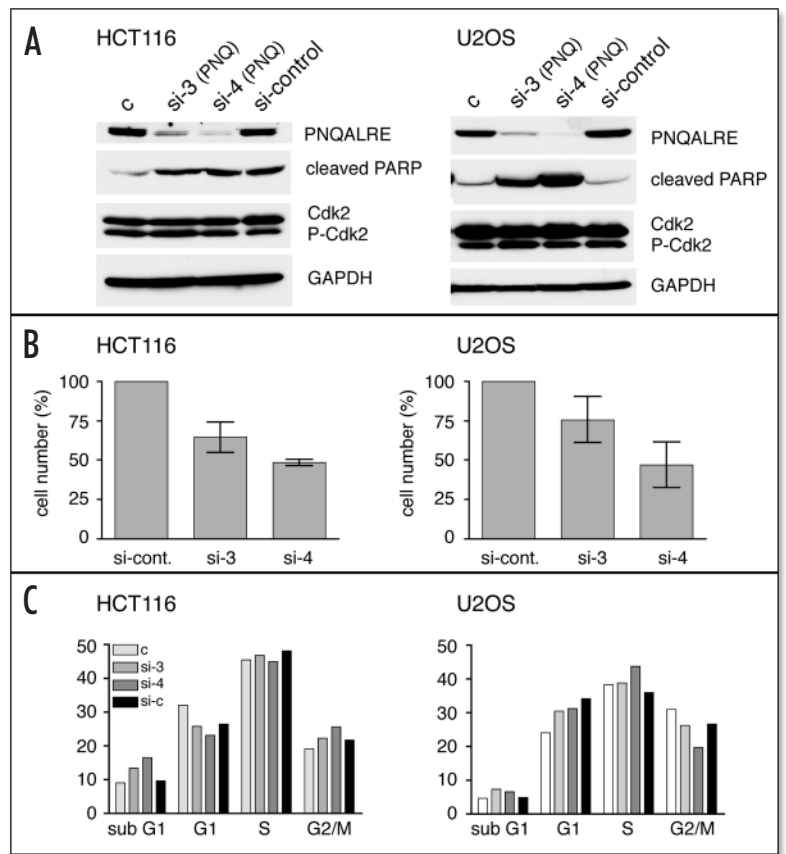 A
HCT116
U2OS
c
si-3 (PNQ)
si-4 (PNQ)
si-control
PNQALRE
cleaved PARP
Cdk2
P-Cdk2
GAPDH
c
si-3 (PNQ)
si-4 (PNQ)
si-control
PNQALRE
cleaved PARP
Cdk2
P-Cdk2
GAPDH
B
HCT116
cell number (%)
100
75
50
25
0
si-cont. si-3 si-4
U2OS
cell number (%)
100
75
50
25
0
si-cont. si-3 si-4
C
HCT116
50
40
30
20
10
0
c
si-3
si-4
si-c
sub G1 G1 S G2/M
U2OS
50
40
30
20
10
0
sub G1 G1 S G2/M